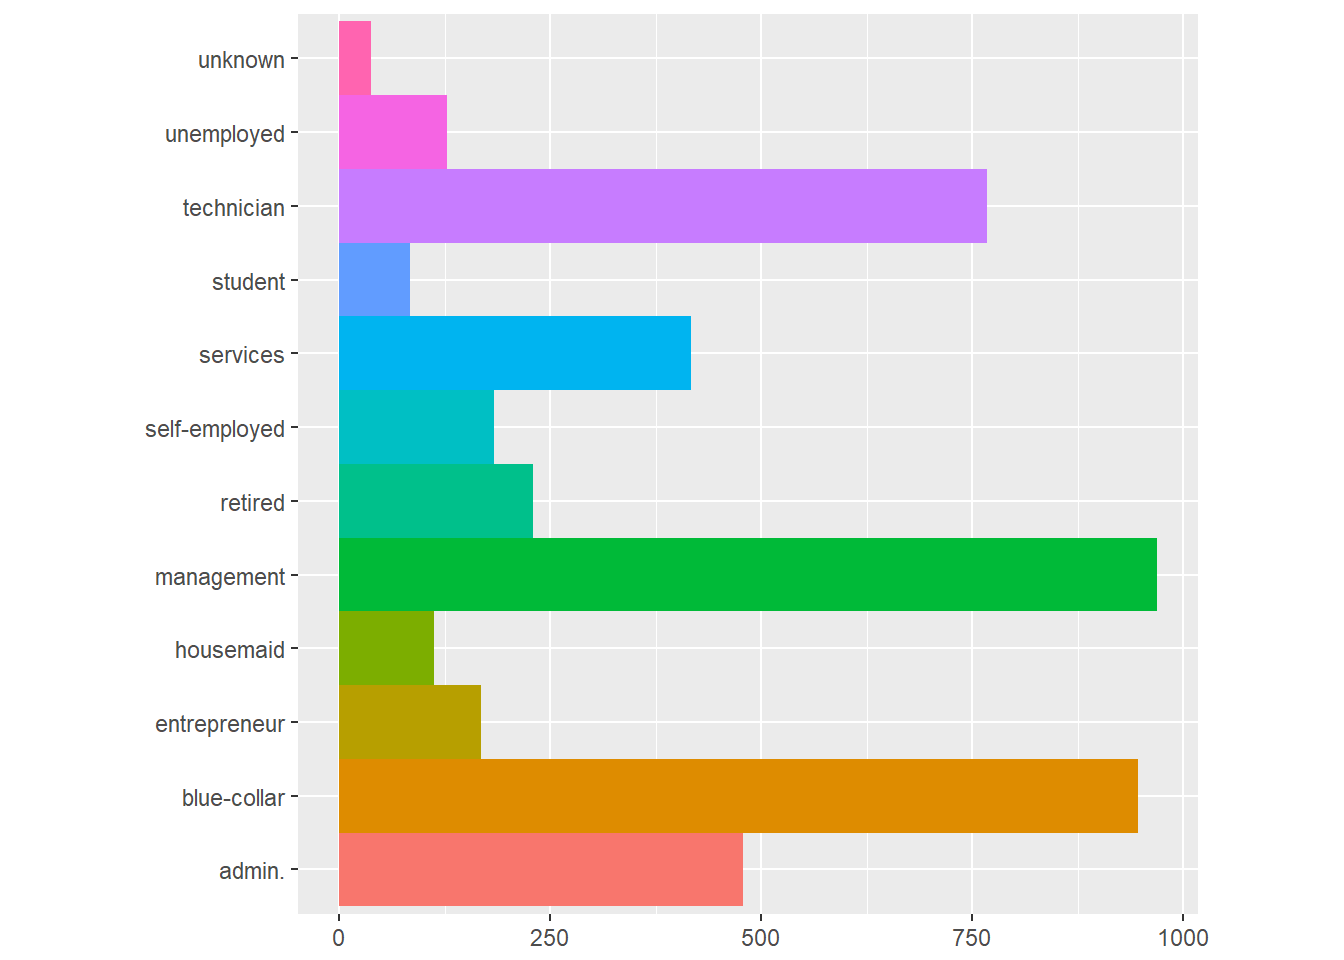 unknown
unemployed
technician
student
services
self-employed
retired
management
housemaid
entrepreneur
blue-collar
admin.
0 250 500 750 1000